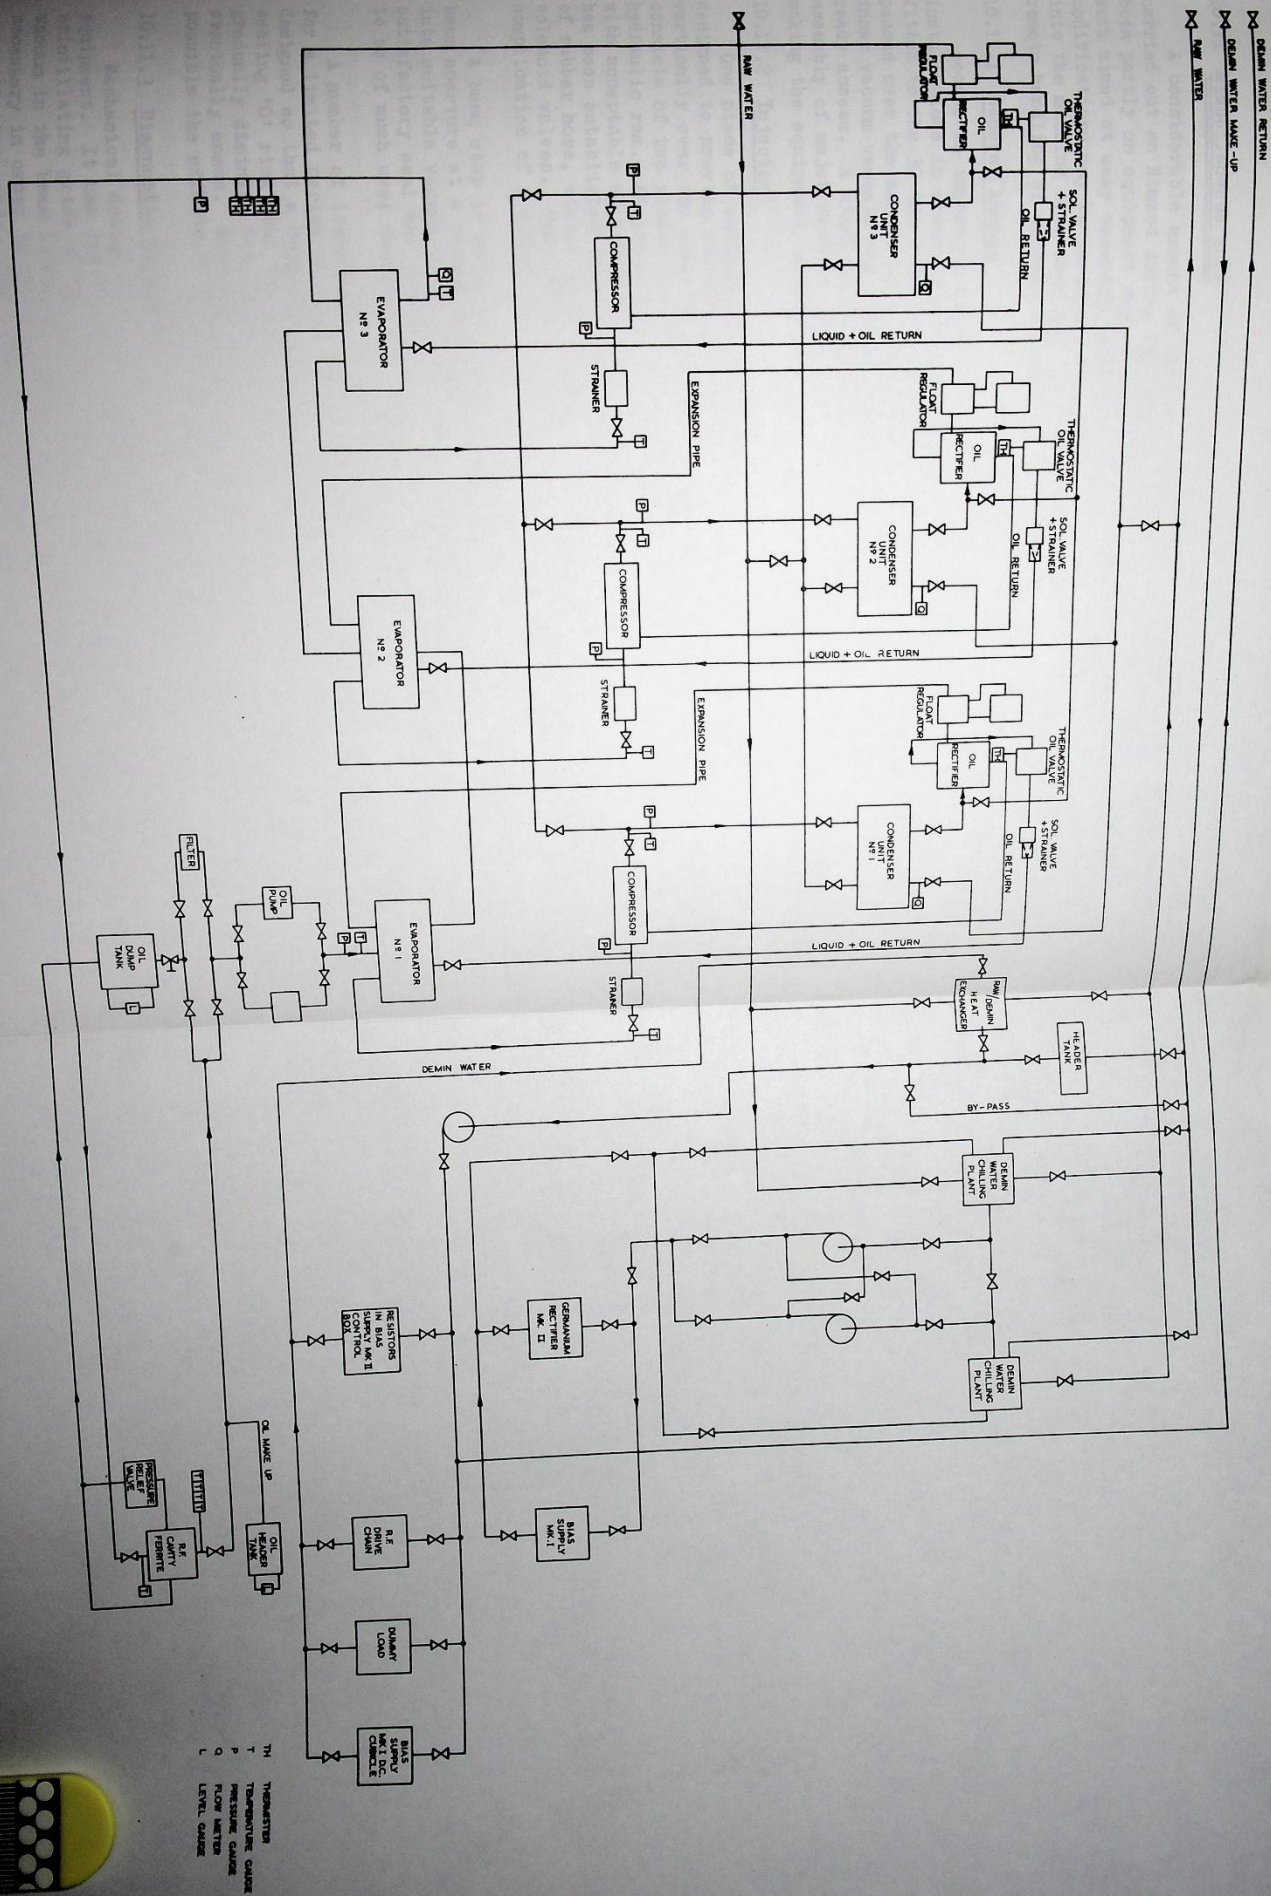 DEMIN WATER RETURN
DEMIN WATER MAKE-UP
RAW WATER
RAW WATER
FLOAT
REGULATOR
OIL
RECTIFIER
TH
THERMOSTATIC
OIL VALVE
SOL. VALVE
+ STRAINER
OIL RETURN
CONDENSER
UNIT
Nº 3
Q
P
T
COMPRESSOR
P
STRAINER
T
LIQUID + OIL RETURN
EVAPORATOR
Nº 3
Q
T
P
TH
TH
TH
TH
EXPANSION PIPE
FLOAT
REGULATOR
OIL
RECTIFIER
TH
THERMOSTATIC
OIL VALVE
SOL. VALVE
+ STRAINER
OIL RETURN
CONDENSER
UNIT
Nº 2
Q
P
T
COMPRESSOR
P
STRAINER
T
LIQUID + OIL RETURN
EVAPORATOR
Nº 2
EXPANSION PIPE
FLOAT
REGULATOR
OIL
RECTIFIER
TH
THERMOSTATIC
OIL VALVE
SOL. VALVE
+ STRAINER
OIL RETURN
CONDENSER
UNIT
Nº 1
Q
P
T
COMPRESSOR
P
STRAINER
T
LIQUID + OIL RETURN
EVAPORATOR
Nº 1
P
T
OIL
PUMP
FILTER
OIL
DUMP
TANK
L
RAW/DEMIN
HEAT
EXCHANGER
HEADER
TANK
DEMIN WATER
BY-PASS
DEMIN
WATER
CHILLING
PLANT
DEMIN
WATER
CHILLING
PLANT
GERMANIUM
RECTIFIER
MK. II
RESISTORS
IN BIAS
SUPPLY MK II
CONTROL
BOX
BIAS
SUPPLY
MK. I
R.F.
DRIVE
CHAIN
DUMMY
LOAD
BIAS
SUPPLY
MK I D.C.
CUBICLE
OIL MAKE UP
OIL
HEADER
TANK
L
T
T
T
T
PRESSURE
RELIEF
VALVE
R.F.
CAVITY
FERRITE
T
TH THERMISTER
T TEMPERATURE GAUGE
P PRESSURE GAUGE
Q FLOW METER
L LEVEL GAUGE